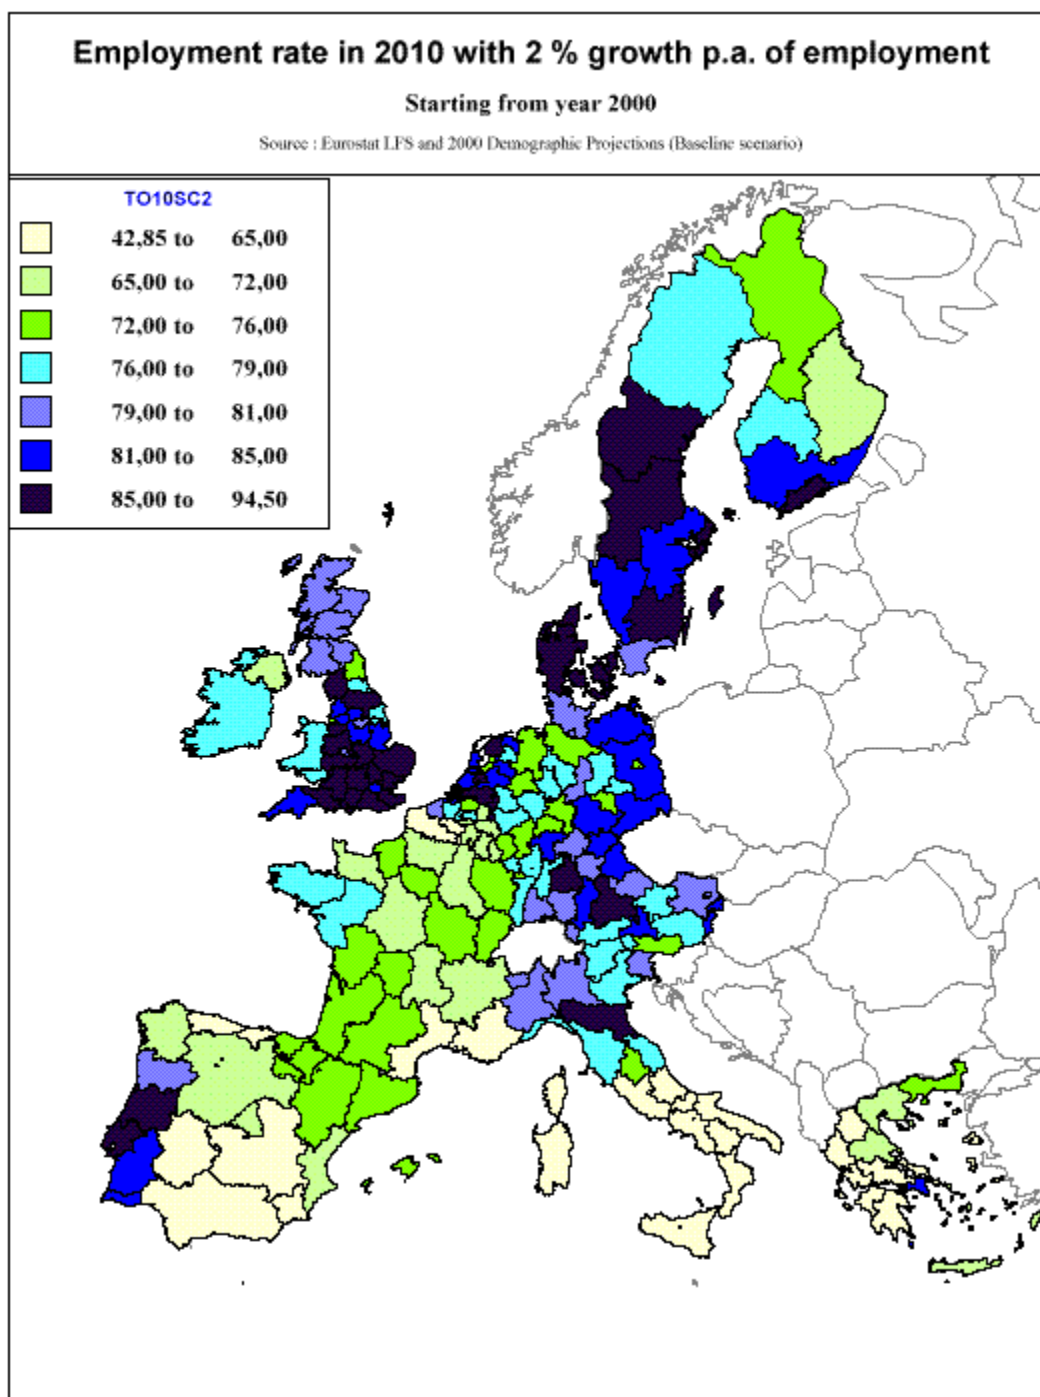 Employment rate in 2010 with 2 % growth p.a. of employment
Starting from year 2000
Source : Eurostat LFS and 2000 Demographic Projections (Baseline scenario)
TO10SC2
42,85 to 65,00
65,00 to 72,00
72,00 to 76,00
76,00 to 79,00
79,00 to 81,00
81,00 to 85,00
85,00 to 94,50